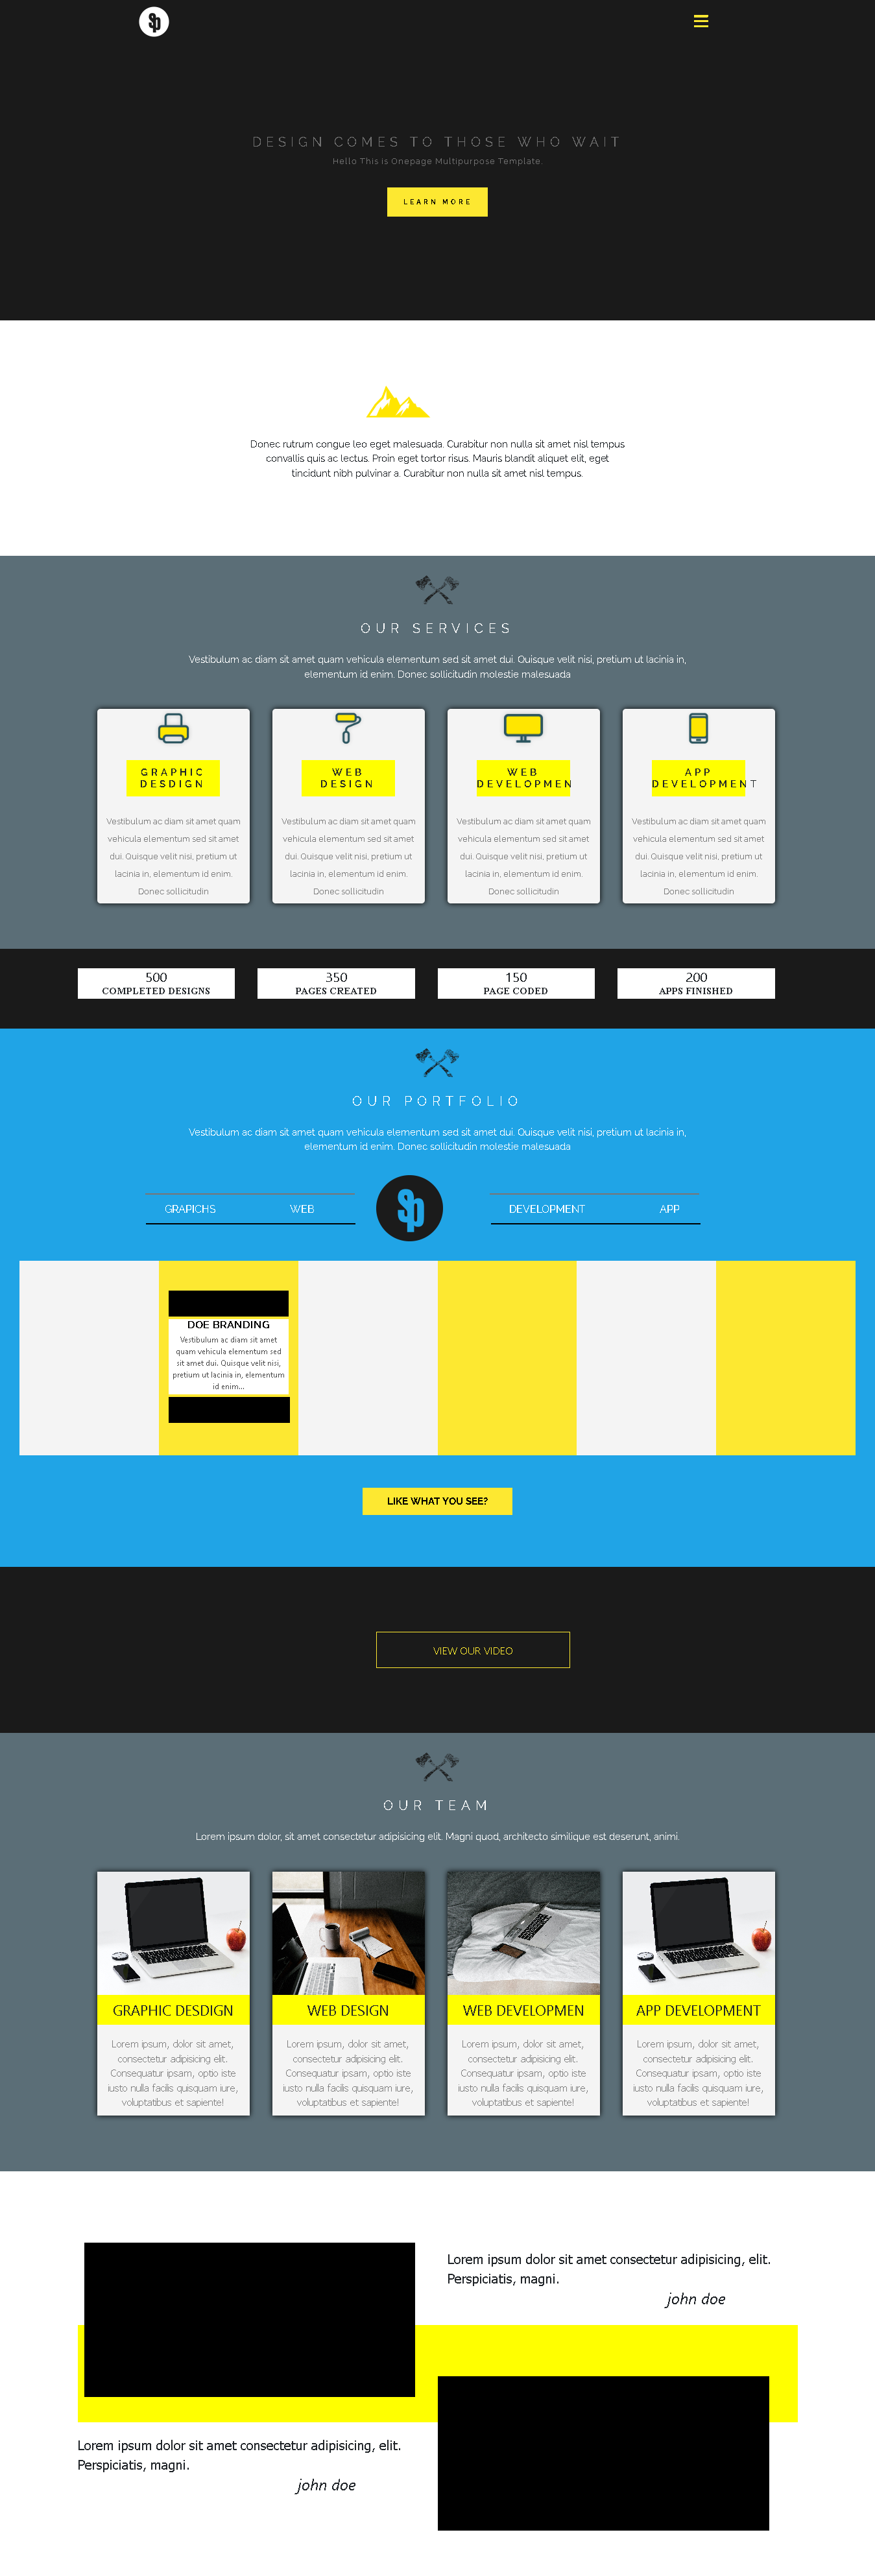 Sp
DESIGN COMES TO THOSE WHO WAIT
Hello This is Onepage Multipurpose Template.
LEARN MORE
Donec rutrum congue leo eget malesuada. Curabitur non nulla sit amet nisl tempus
convallis quis ac lectus. Proin eget tortor risus. Mauris blandit aliquet elit, eget
tincidunt nibh pulvinar a. Curabitur non nulla sit amet nisl tempus.
OUR SERVICES
Vestibulum ac diam sit amet quam vehicula elementum sed sit amet dui. Quisque velit nisi, pretium ut lacinia in,
elementum id enim. Donec sollicitudin molestie malesuada
GRAPHIC
DESDIGN
Vestibulum ac diam sit amet quam
vehicula elementum sed sit amet
dui. Quisque velit nisi, pretium ut
lacinia in, elementum id enim.
Donec sollicitudin
WEB
DESIGN
Vestibulum ac diam sit amet quam
vehicula elementum sed sit amet
dui. Quisque velit nisi, pretium ut
lacinia in, elementum id enim.
Donec sollicitudin
WEB
DEVELOPMEN
Vestibulum ac diam sit amet quam
vehicula elementum sed sit amet
dui. Quisque velit nisi, pretium ut
lacinia in, elementum id enim.
Donec sollicitudin
APP
DEVELOPMENT
Vestibulum ac diam sit amet quam
vehicula elementum sed sit amet
dui. Quisque velit nisi, pretium ut
lacinia in, elementum id enim.
Donec sollicitudin
500
COMPLETED DESIGNS
350
PAGES CREATED
150
PAGE CODED
200
APPS FINISHED
OUR PORTFOLIO
Vestibulum ac diam sit amet quam vehicula elementum sed sit amet dui. Quisque velit nisi, pretium ut lacinia in,
elementum id enim. Donec sollicitudin molestie malesuada
GRAPICHS WEB Sp DEVELOPMENT APP
DOE BRANDING
Vestibulum ac diam sit amet
quam vehicula elementum sed
sit amet dui. Quisque velit nisi,
pretium ut lacinia in, elementum
id enim...
LIKE WHAT YOU SEE?
VIEW OUR VIDEO
OUR TEAM
Lorem ipsum dolor, sit amet consectetur adipisicing elit. Magni quod, architecto similique est deserunt, animi.
GRAPHIC DESDIGN
Lorem ipsum, dolor sit amet,
consectetur adipisicing elit.
Consequatur ipsam, optio iste
iusto nulla facilis quisquam iure,
voluptatibus et sapiente!
WEB DESIGN
Lorem ipsum, dolor sit amet,
consectetur adipisicing elit.
Consequatur ipsam, optio iste
iusto nulla facilis quisquam iure,
voluptatibus et sapiente!
WEB DEVELOPMEN
Lorem ipsum, dolor sit amet,
consectetur adipisicing elit.
Consequatur ipsam, optio iste
iusto nulla facilis quisquam iure,
voluptatibus et sapiente!
APP DEVELOPMENT
Lorem ipsum, dolor sit amet,
consectetur adipisicing elit.
Consequatur ipsam, optio iste
iusto nulla facilis quisquam iure,
voluptatibus et sapiente!
Lorem ipsum dolor sit amet consectetur adipisicing, elit.
Perspiciatis, magni.
john doe
Lorem ipsum dolor sit amet consectetur adipisicing, elit.
Perspiciatis, magni.
john doe